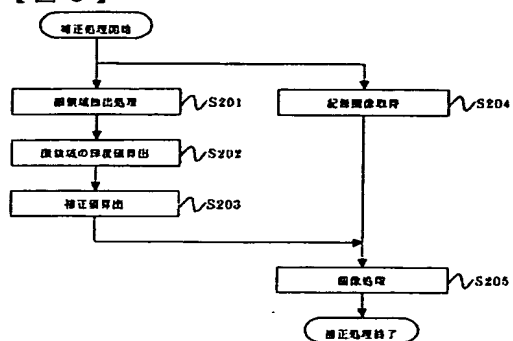 補正処理開始
顔領域抽出処理
S201
記録画像取得
S204
顔領域の輝度値算出
S202
補正値算出
S203
画像処理
S205
補正処理終了